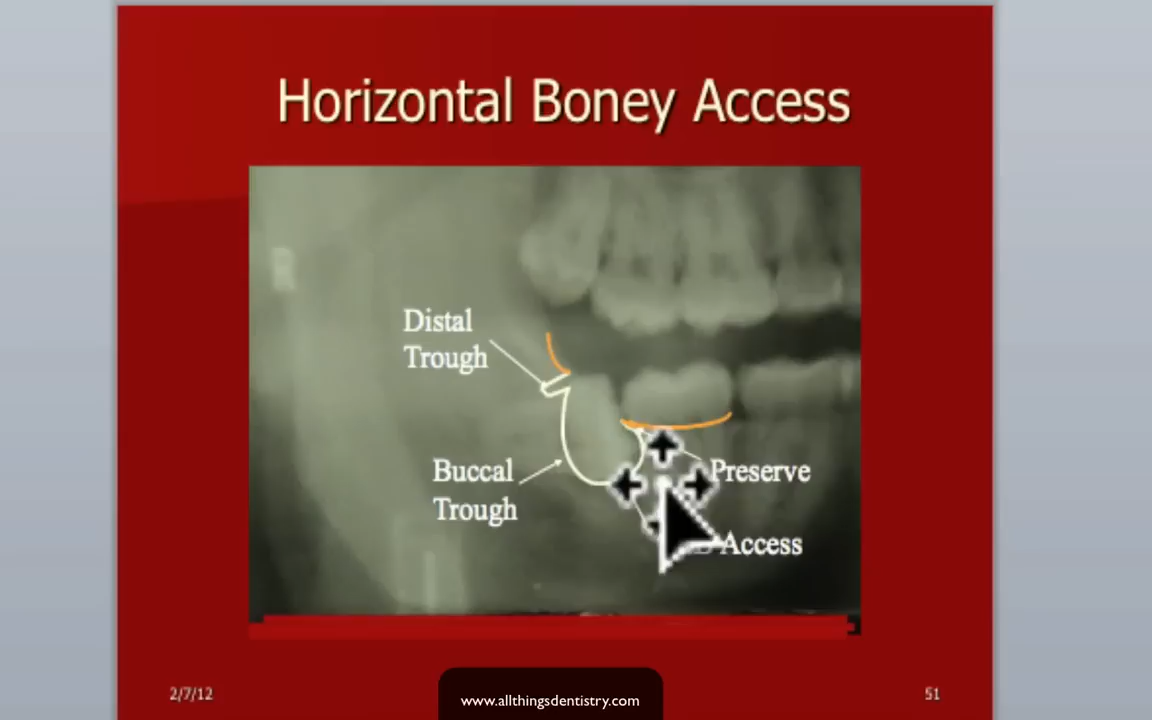 Horizontal Boney Access
R
Distal
Trough
Buccal
Trough
Preserve
Access
2/7/12
www.allthingsdentistry.com
51